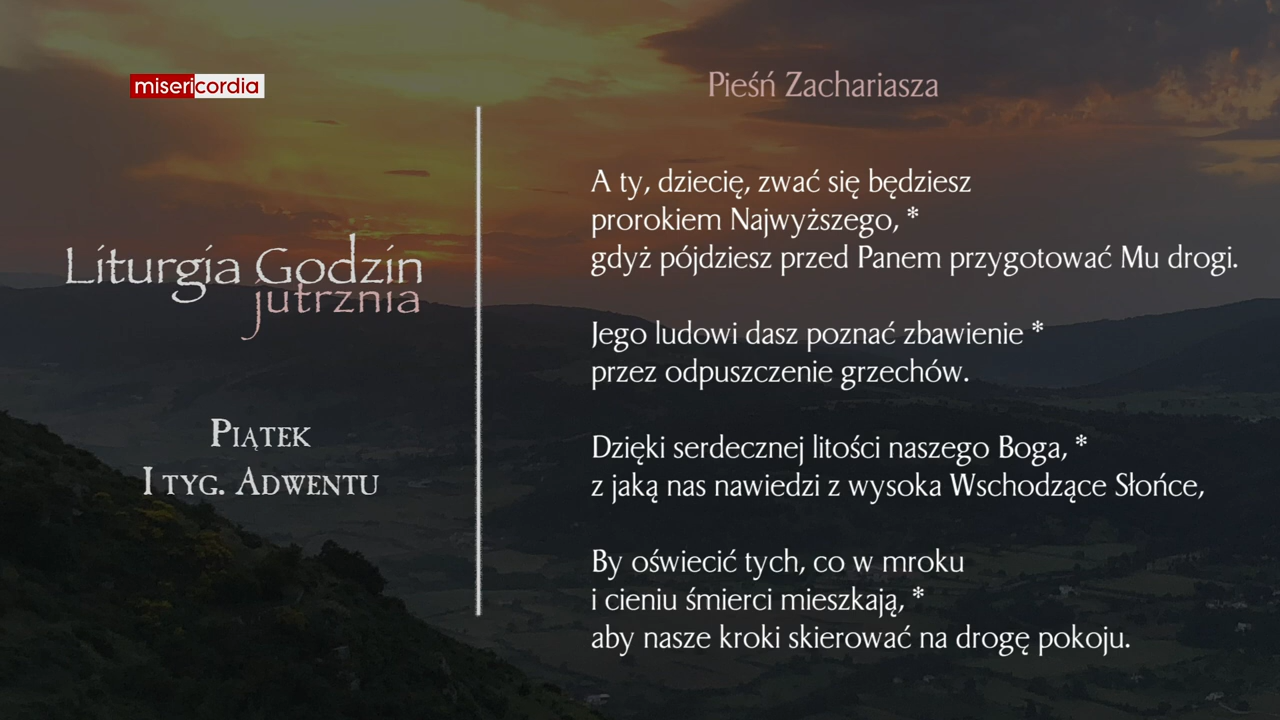 misericordia
Liturgia Godzin
jutrznia
Piątek
I tyg. Adwentu
Pieśń Zachariasza
A ty, dziecię, zwać się będziesz
prorokiem Najwyższego, *
gdyż pójdziesz przed Panem przygotować Mu drogi.
Jego ludowi dasz poznać zbawienie *
przez odpuszczenie grzechów.
Dzięki serdecznej litości naszego Boga, *
z jaką nas nawiedzi z wysoka Wschodzące Słońce,
By oświecić tych, co w mroku
i cieniu śmierci mieszkają, *
aby nasze kroki skierować na drogę pokoju.